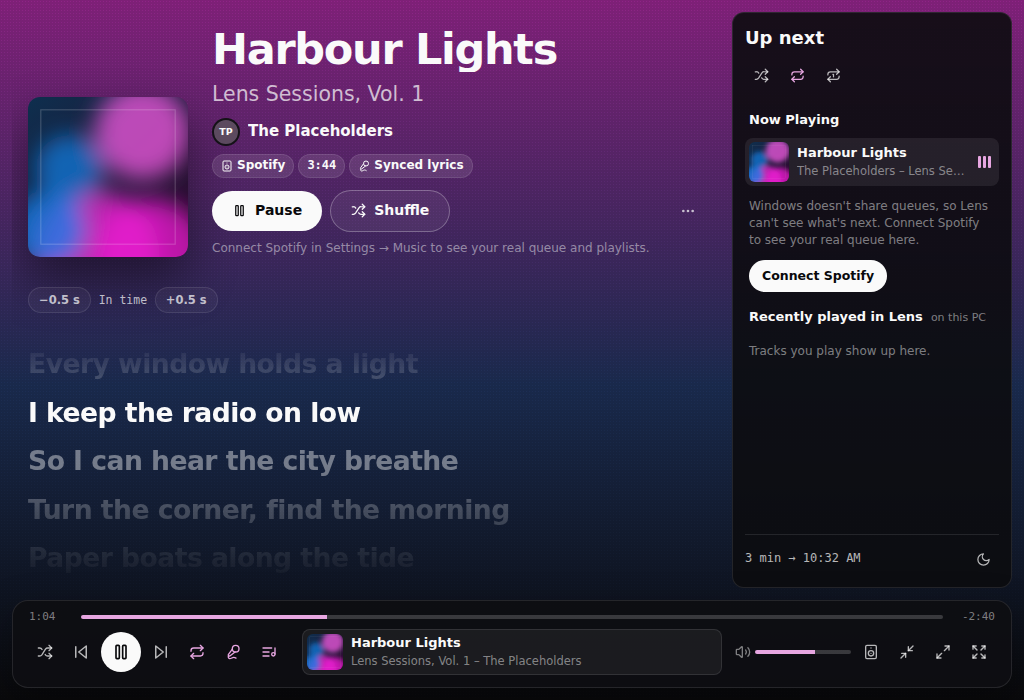 Harbour Lights
Lens Sessions, Vol. 1
TP The Placeholders
Spotify 3:44 Synced lyrics
Pause Shuffle
Connect Spotify in Settings → Music to see your real queue and playlists.
−0.5 s In time +0.5 s
Every window holds a light
I keep the radio on low
So I can hear the city breathe
Turn the corner, find the morning
Paper boats along the tide
Up next
Now Playing
Harbour Lights
The Placeholders – Lens Se...
Windows doesn't share queues, so Lens
can't see what's next. Connect Spotify
to see your real queue here.
Connect Spotify
Recently played in Lens on this PC
Tracks you play show up here.
3 min → 10:32 AM
1:04 -2:40
Harbour Lights
Lens Sessions, Vol. 1 – The Placeholders